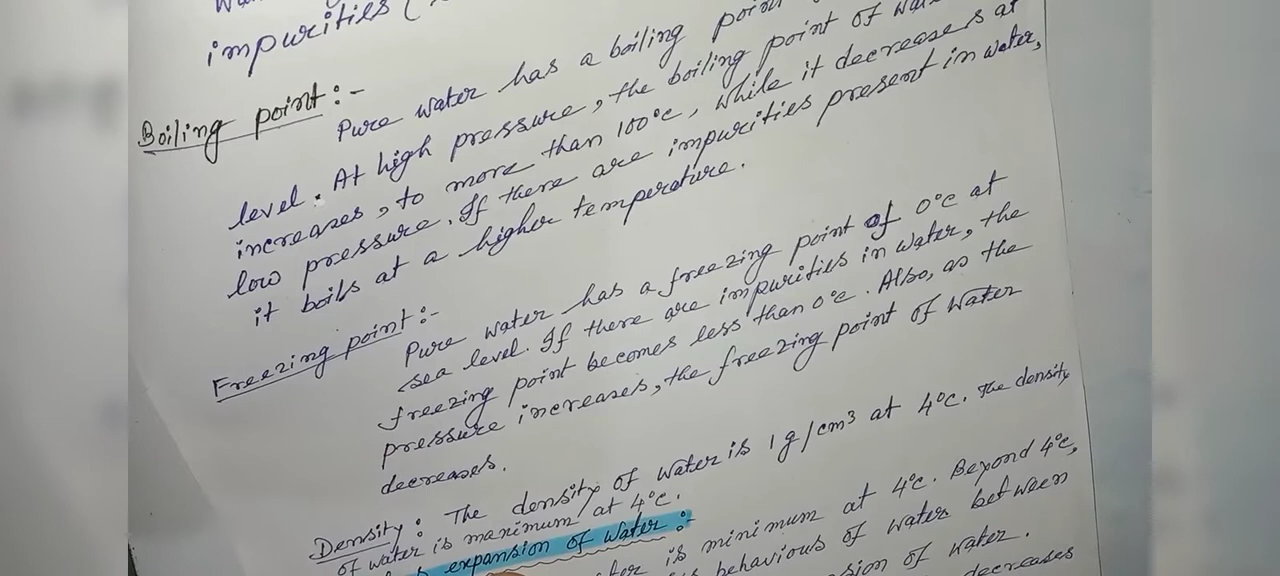 impurities (
Boiling point :-
Pure water has a boiling point
level. At high pressure, the boiling point of
increases, to more than 100°c, while it decreases at
low pressure. If there are impurities present in water,
it boils at a higher temperature.
Freezing point :-
Pure water has a freezing point of 0°c at
sea level. If there are impurities in water, the
freezing point becomes less than 0°c. Also, as the
pressure increases, the freezing point of water
decreases.
Density : The density of water is 1g/cm³ at 4°c. The density
of water is maximum at 4°c.
expansion of water :-
is minimum at 4°c. Beyond 4°c,
behaviour of water between
of water.
decreases